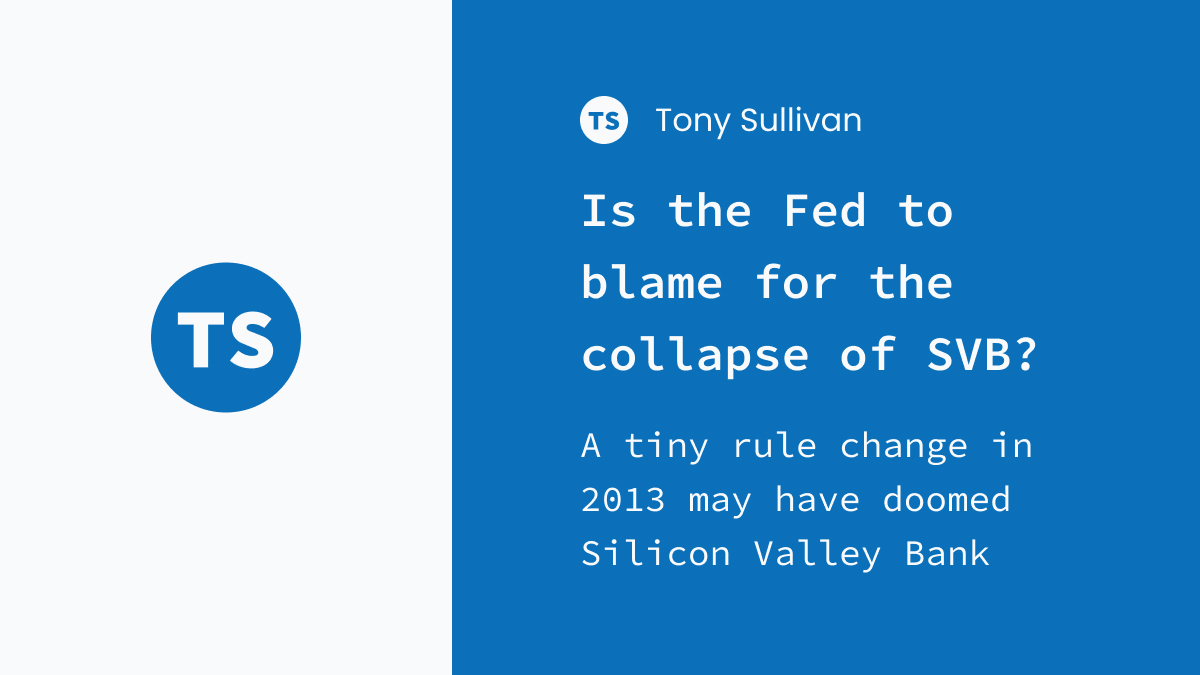 TS
TS Tony Sullivan
Is the Fed to
blame for the
collapse of SVB?
A tiny rule change in
2013 may have doomed
Silicon Valley Bank